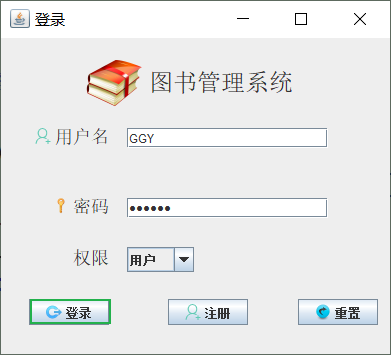 登录
图书管理系统
用户名 GGY
密码 ••••••
权限 用户
登录 注册 重置